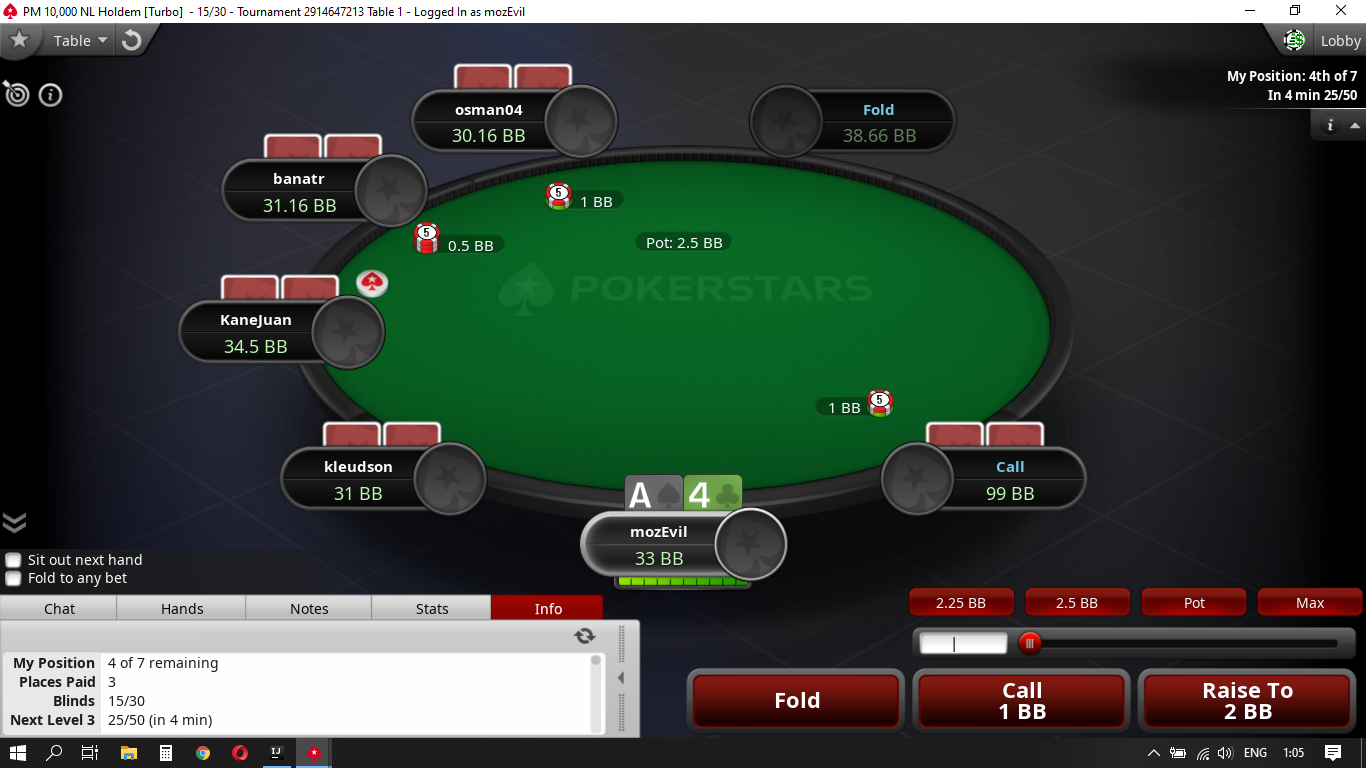 PM 10,000 NL Holdem [Turbo] - 15/30 - Tournament 2914647213 Table 1 - Logged In as mozEvil
Table
Lobby
My Position: 4th of 7
In 4 min 25/50
osman04
30.16 BB
Fold
38.66 BB
banatr
31.16 BB
5
1 BB
5
0.5 BB
Pot: 2.5 BB
POKERSTARS
KaneJuan
34.5 BB
1 BB
5
kleudson
31 BB
A
4
Call
99 BB
mozEvil
33 BB
Sit out next hand
Fold to any bet
Chat
Hands
Notes
Stats
Info
2.25 BB
2.5 BB
Pot
Max
My Position 4 of 7 remaining
Places Paid 3
Blinds 15/30
Next Level 3 25/50 (in 4 min)
Fold
Call
1 BB
Raise To
2 BB
IJ
ENG
1:05